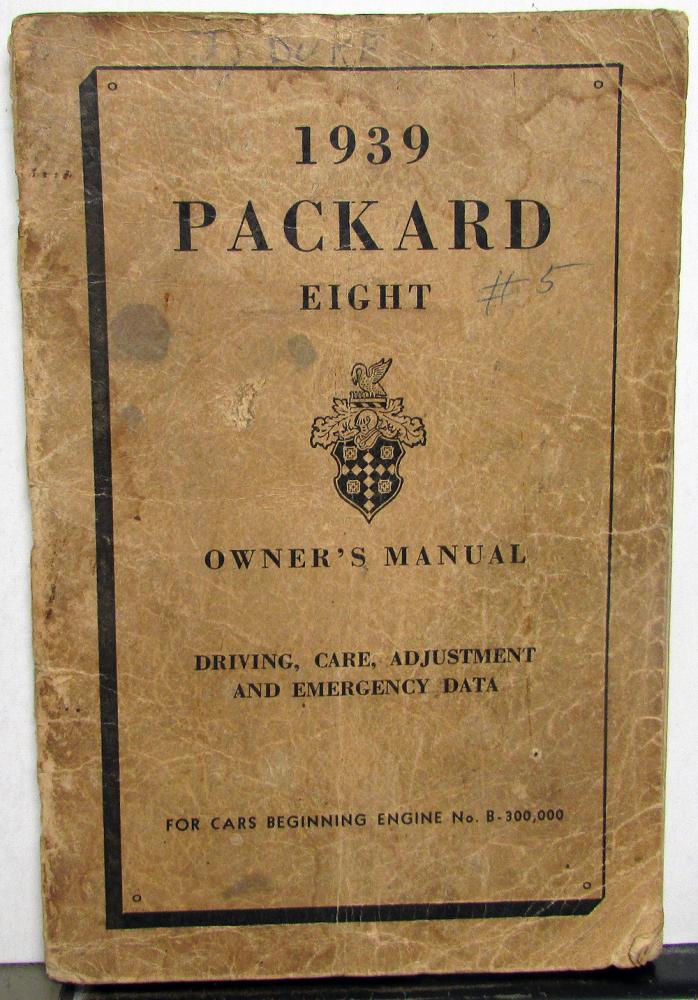 1939
PACKARD
EIGHT
# 5
OWNER'S MANUAL
DRIVING, CARE, ADJUSTMENT
AND EMERGENCY DATA
FOR CARS BEGINNING ENGINE No. B-300,000